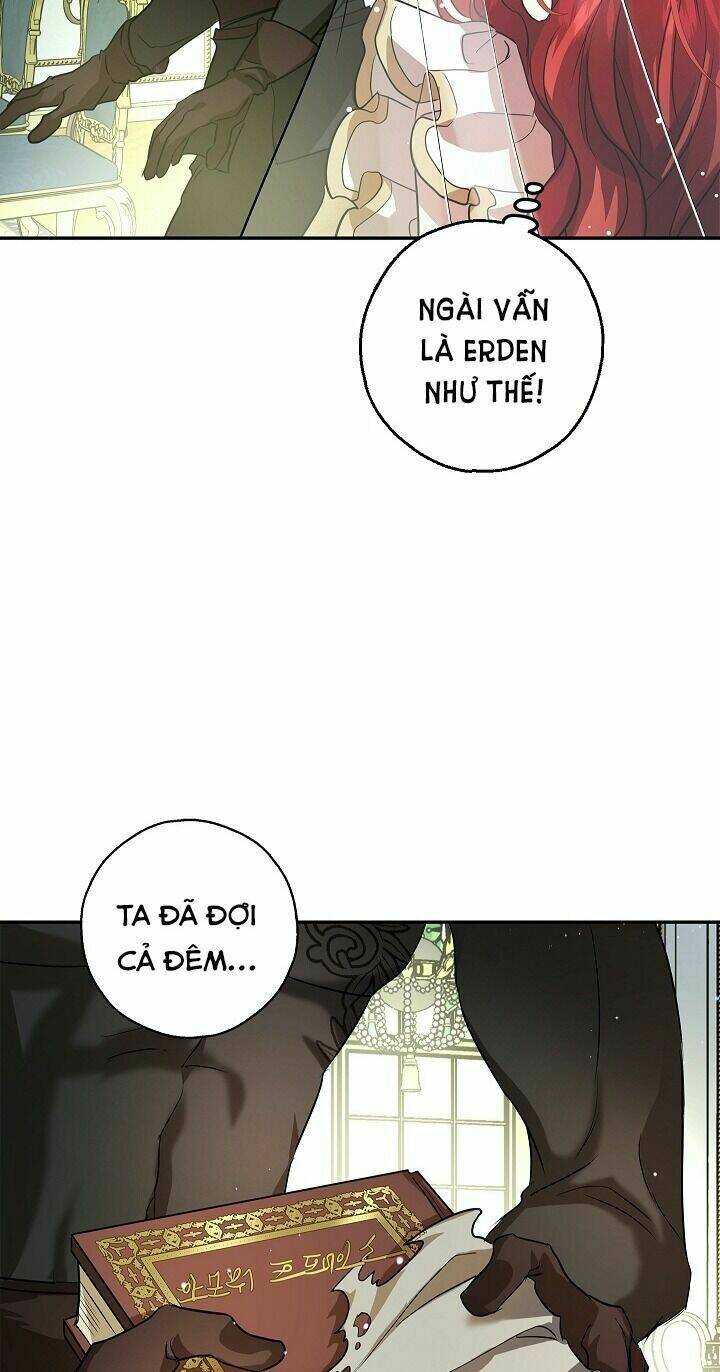 NGÀI VẪN
LÀ ERDEN
NHƯ THẾ!
TA ĐÃ ĐỢI
CẢ ĐÊM...